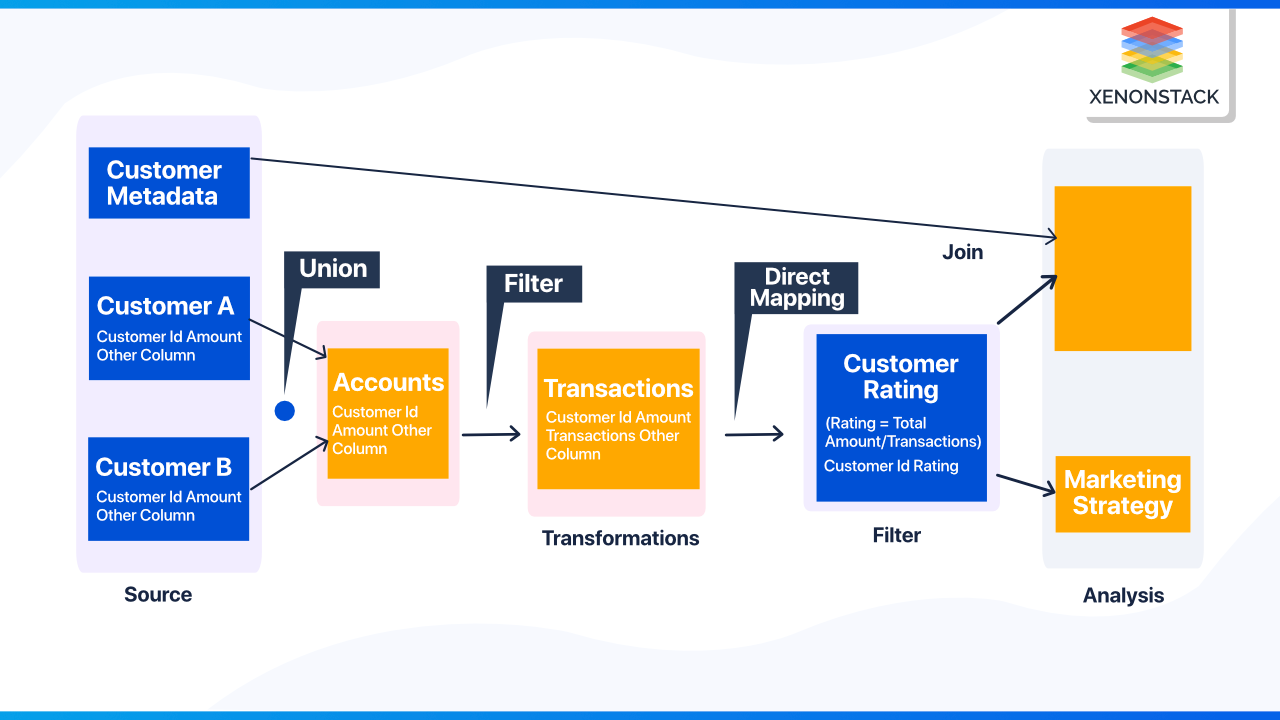 XENONSTACK
Customer
Metadata
Customer A
Customer Id Amount
Other Column
Customer B
Customer Id Amount
Other Column
Source
Union
Accounts
Customer Id
Amount Other
Column
Filter
Transactions
Customer Id Amount
Transactions Other
Column
Transformations
Direct
Mapping
Customer
Rating
(Rating = Total
Amount/Transactions)
Customer Id Rating
Filter
Join
Marketing
Strategy
Analysis